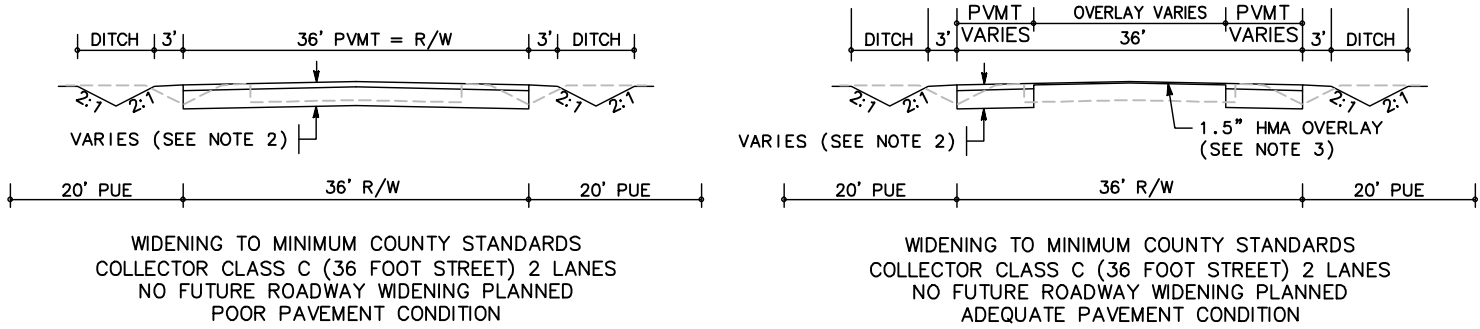 DITCH 3' 36' PVMT = R/W 3' DITCH
2:1 2:1 2:1 2:1
VARIES (SEE NOTE 2)
20' PUE 36' R/W 20' PUE
WIDENING TO MINIMUM COUNTY STANDARDS
COLLECTOR CLASS C (36 FOOT STREET) 2 LANES
NO FUTURE ROADWAY WIDENING PLANNED
POOR PAVEMENT CONDITION
PVMT VARIES OVERLAY VARIES PVMT VARIES
DITCH 3' 36' 3' DITCH
2:1 2:1 2:1 2:1
VARIES (SEE NOTE 2)
1.5" HMA OVERLAY
(SEE NOTE 3)
20' PUE 36' R/W 20' PUE
WIDENING TO MINIMUM COUNTY STANDARDS
COLLECTOR CLASS C (36 FOOT STREET) 2 LANES
NO FUTURE ROADWAY WIDENING PLANNED
ADEQUATE PAVEMENT CONDITION